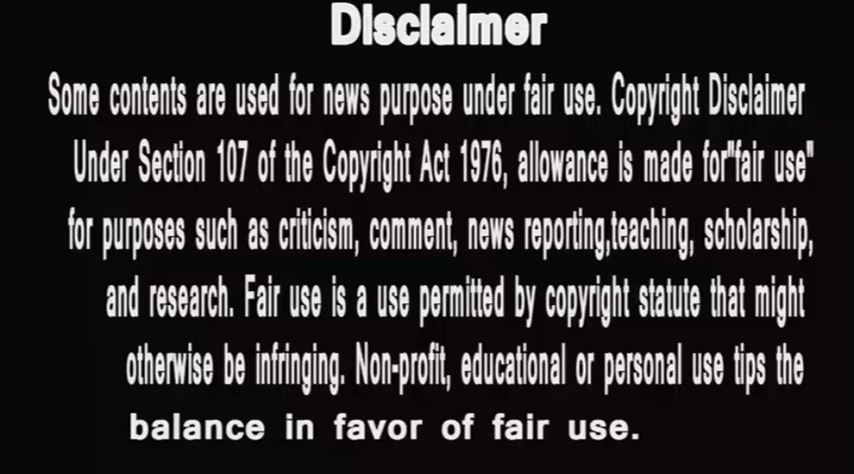 Disclaimer
Some contents are used for news purpose under fair use. Copyright Disclaimer
Under Section 107 of the Copyright Act 1976, allowance is made for"fair use"
for purposes such as criticism, comment, news reporting,teaching, scholarship,
and research. Fair use is a use permitted by copyright statute that might
otherwise be infringing. Non-profit, educational or personal use tips the
balance in favor of fair use.